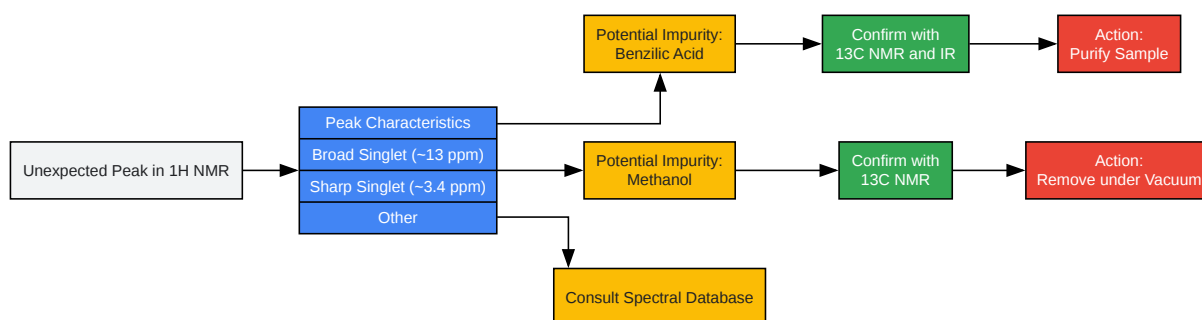 Unexpected Peak in 1H NMR
Peak Characteristics
Broad Singlet (~13 ppm)
Sharp Singlet (~3.4 ppm)
Other
Potential Impurity:
Benzilic Acid
Confirm with
13C NMR and IR
Action:
Purify Sample
Potential Impurity:
Methanol
Confirm with
13C NMR
Action:
Remove under Vacuum
Consult Spectral Database